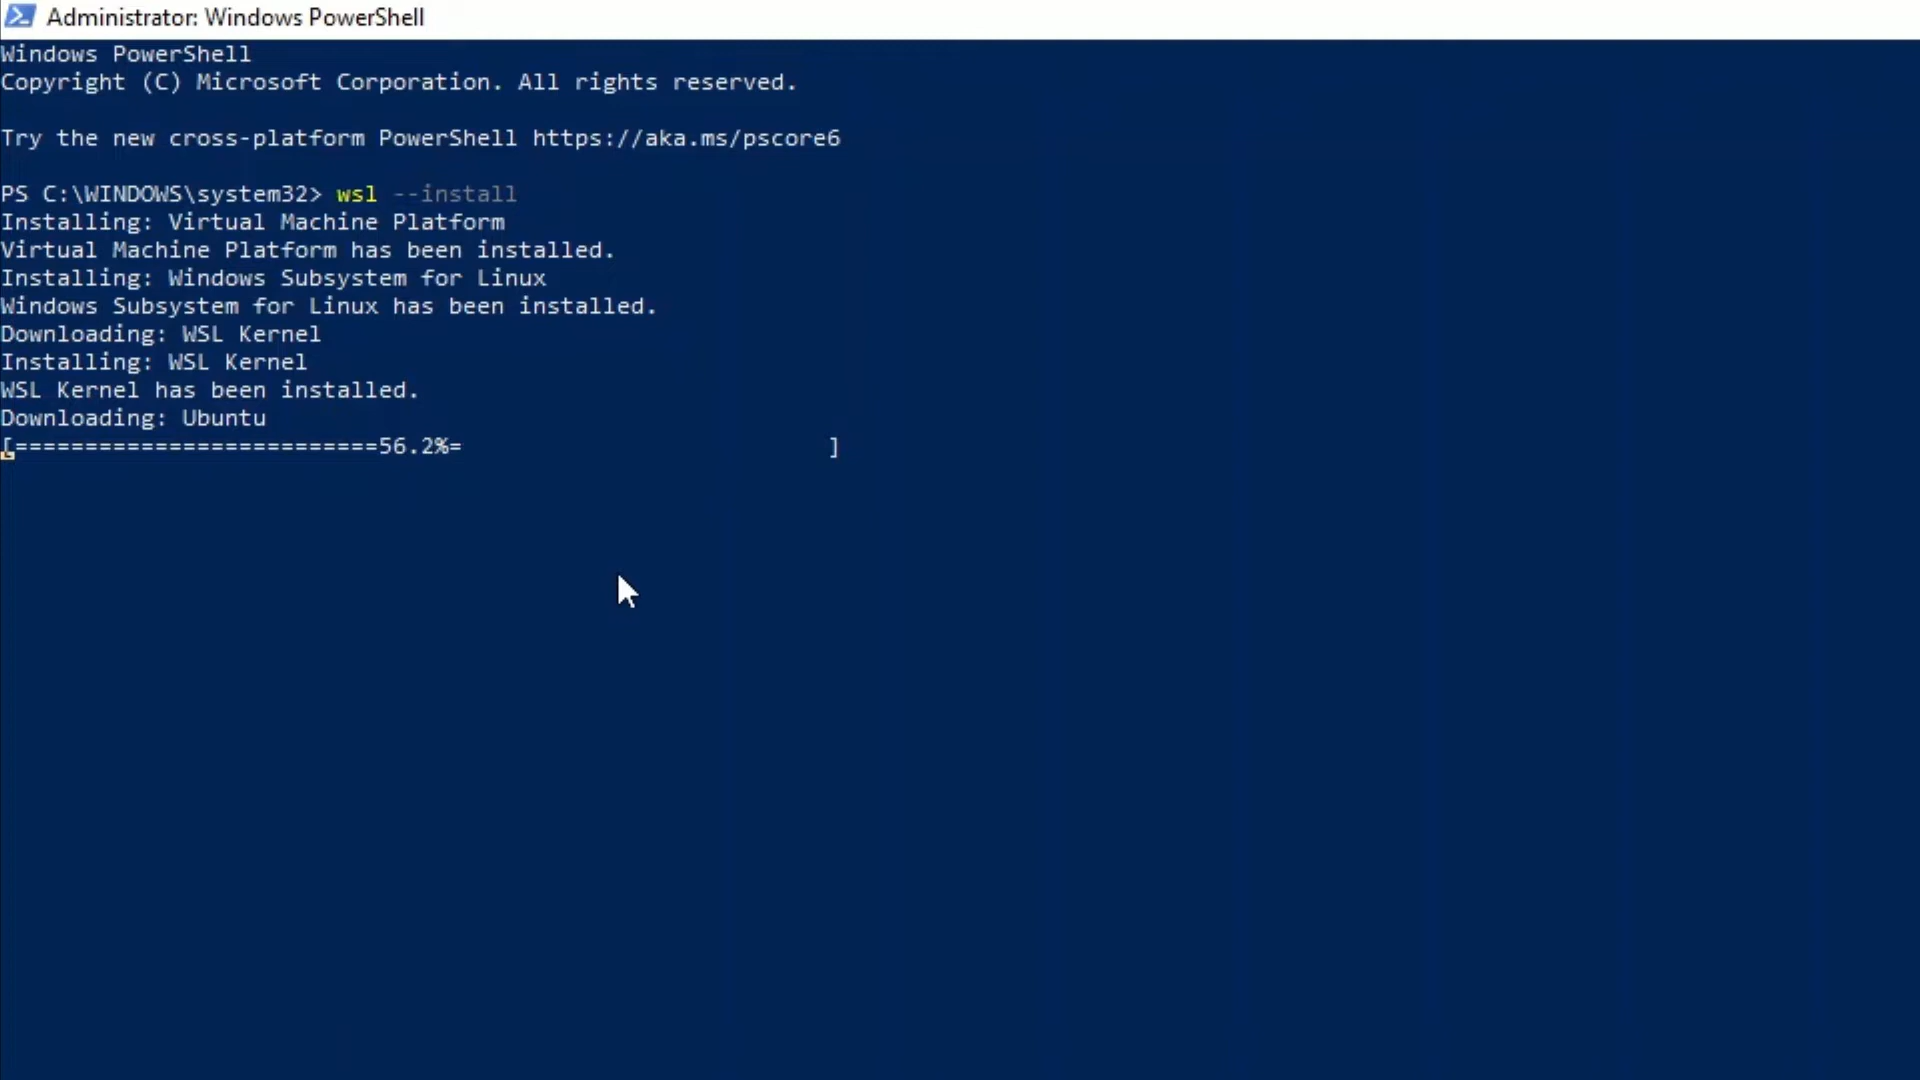 Administrator: Windows PowerShell
Windows PowerShell
Copyright (C) Microsoft Corporation. All rights reserved.
Try the new cross-platform PowerShell https://aka.ms/pscore6
PS C:\WINDOWS\system32> wsl --install
Installing: Virtual Machine Platform
Virtual Machine Platform has been installed.
Installing: Windows Subsystem for Linux
Windows Subsystem for Linux has been installed.
Downloading: WSL Kernel
Installing: WSL Kernel
WSL Kernel has been installed.
Downloading: Ubuntu
[==========================56.2%=                          ]